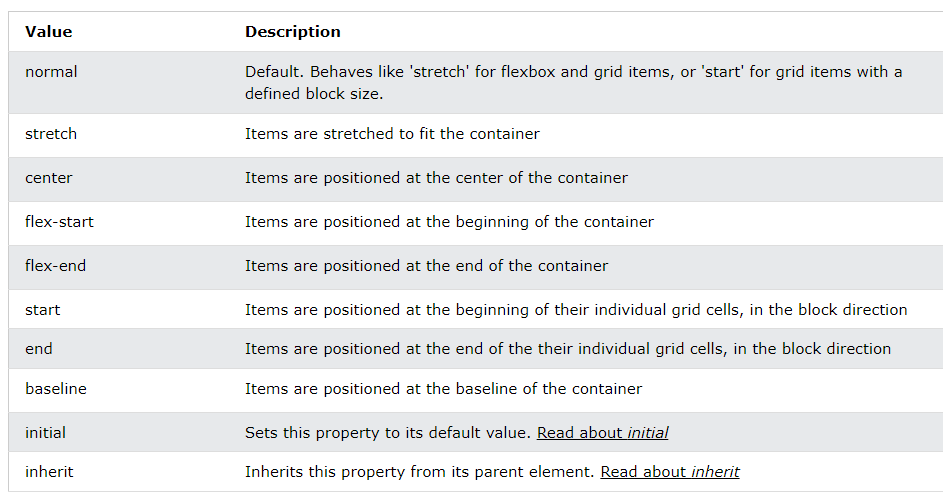 Value Description
normal Default. Behaves like 'stretch' for flexbox and grid items, or 'start' for grid items with a
defined block size.
stretch Items are stretched to fit the container
center Items are positioned at the center of the container
flex-start Items are positioned at the beginning of the container
flex-end Items are positioned at the end of the container
start Items are positioned at the beginning of their individual grid cells, in the block direction
end Items are positioned at the end of the their individual grid cells, in the block direction
baseline Items are positioned at the baseline of the container
initial Sets this property to its default value. Read about initial
inherit Inherits this property from its parent element. Read about inherit